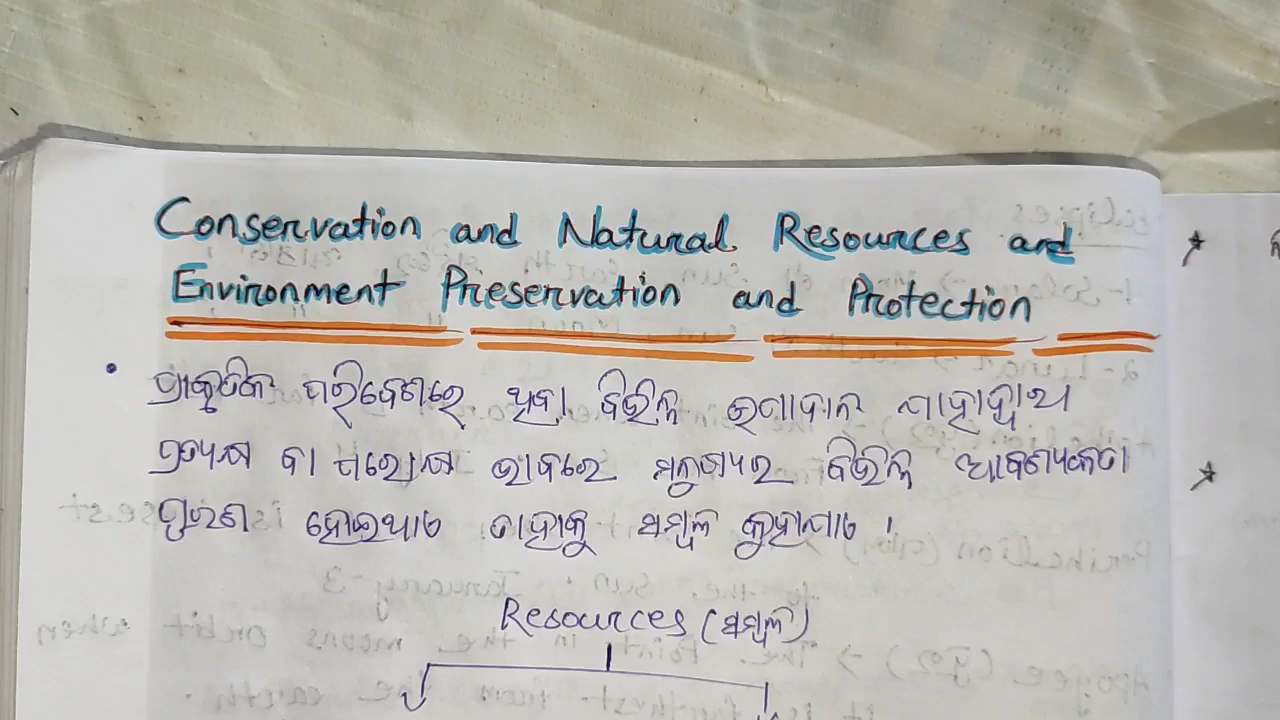 Conservation and Natural Resources and
Environment Preservation and Protection
• ପ୍ରାକୃତିକ ପରିବେଶରେ ଥିବା ବିଭିନ୍ନ ଉପାଦାନ ଯାହାଦ୍ୱାରା
ପ୍ରତ୍ୟକ୍ଷ ବା ପରୋକ୍ଷ ଭାବରେ ମନୁଷ୍ୟର ବିଭିନ୍ନ ଆବଶ୍ୟକତା
ପୂରଣ ହୋଇଥାଏ ତାହାକୁ ସମ୍ବଳ କୁହାଯାଏ ।
Resources (ସମ୍ବଳ)